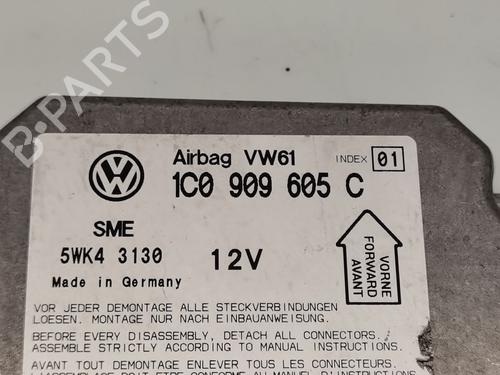 B-PARTS
Airbag VW61 INDEX 01
1C0 909 605 C
SME
5WK4 3130 12V
Made in Germany
VORNE
FORWARD
AVANT
VOR JEDER DEMONTAGE ALLE STECKVERBINDUNGEN
LOESEN. MONTAGE NUR NACH EINBAUANWEISUNG.
BEFORE EVERY DISASSEMBLY, DETACH ALL CONNECTORS.
ASSEMBLE STRICTLY ACCORDING TO MANUAL INSTRUCTIONS.
AVANT TOUT DEMONTAGE ENLEVER TOUS LES CONNECTEURS.